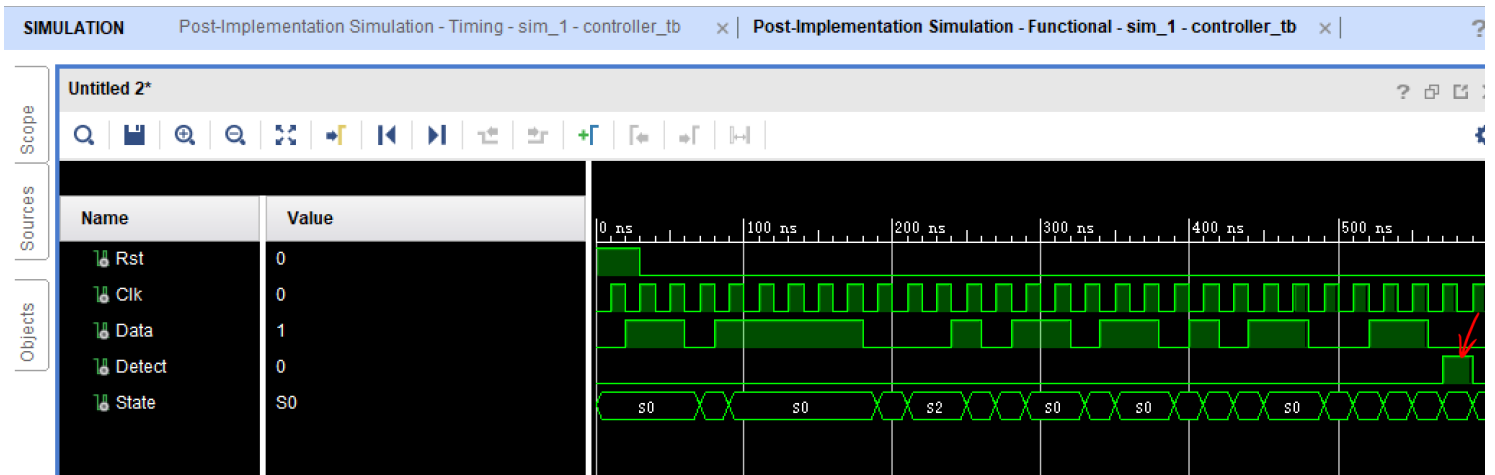 SIMULATION Post-Implementation Simulation - Timing - sim_1 - controller_tb × Post-Implementation Simulation - Functional - sim_1 - controller_tb × ?
Untitled 2* ?
Scope
Sources
Objects
Name Value
0 ns 100 ns 200 ns 300 ns 400 ns 500 ns
Rst 0
Clk 0
Data 1
Detect 0
State S0 S0 S0 S2 S0 S0 S0